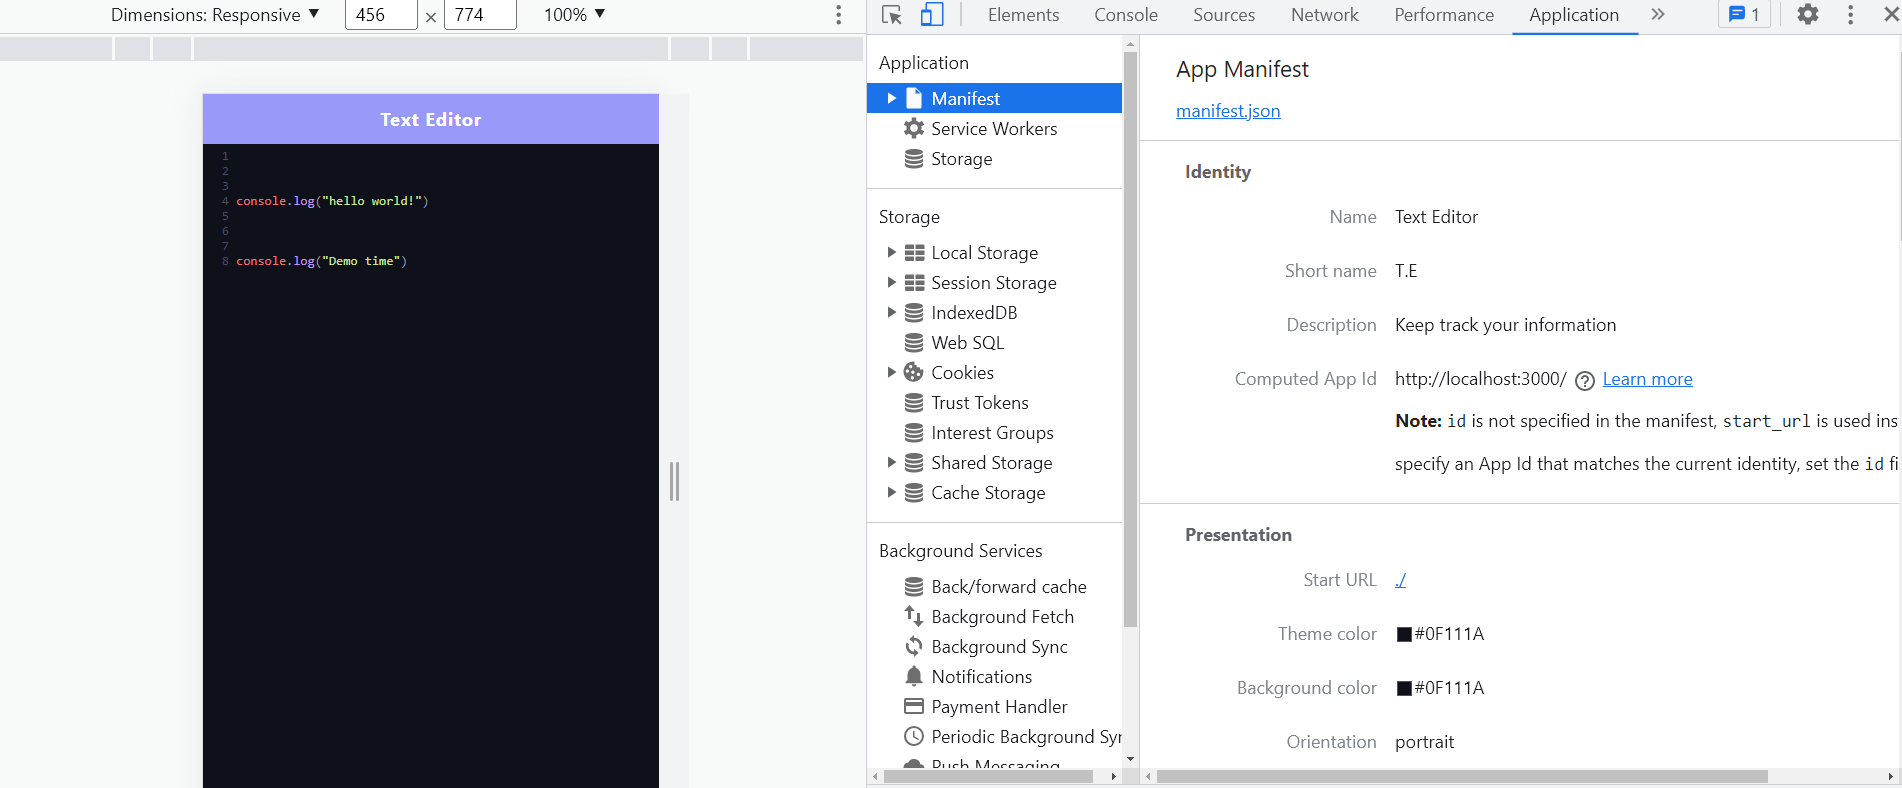 Dimensions: Responsive ▼ 456 × 774 100% ▼
Elements Console Sources Network Performance Application » 1
Text Editor
1
2
3
4 console.log("hello world!")
5
6
7
8 console.log("Demo time")
Application
Manifest
Service Workers
Storage
Storage
Local Storage
Session Storage
IndexedDB
Web SQL
Cookies
Trust Tokens
Interest Groups
Shared Storage
Cache Storage
Background Services
Back/forward cache
Background Fetch
Background Sync
Notifications
Payment Handler
Periodic Background Syn
Push Messaging
App Manifest
manifest.json
Identity
Name Text Editor
Short name T.E
Description Keep track your information
Computed App Id http://localhost:3000/ Learn more
Note: id is not specified in the manifest, start_url is used ins
specify an App Id that matches the current identity, set the id fi
Presentation
Start URL ./
Theme color #0F111A
Background color #0F111A
Orientation portrait